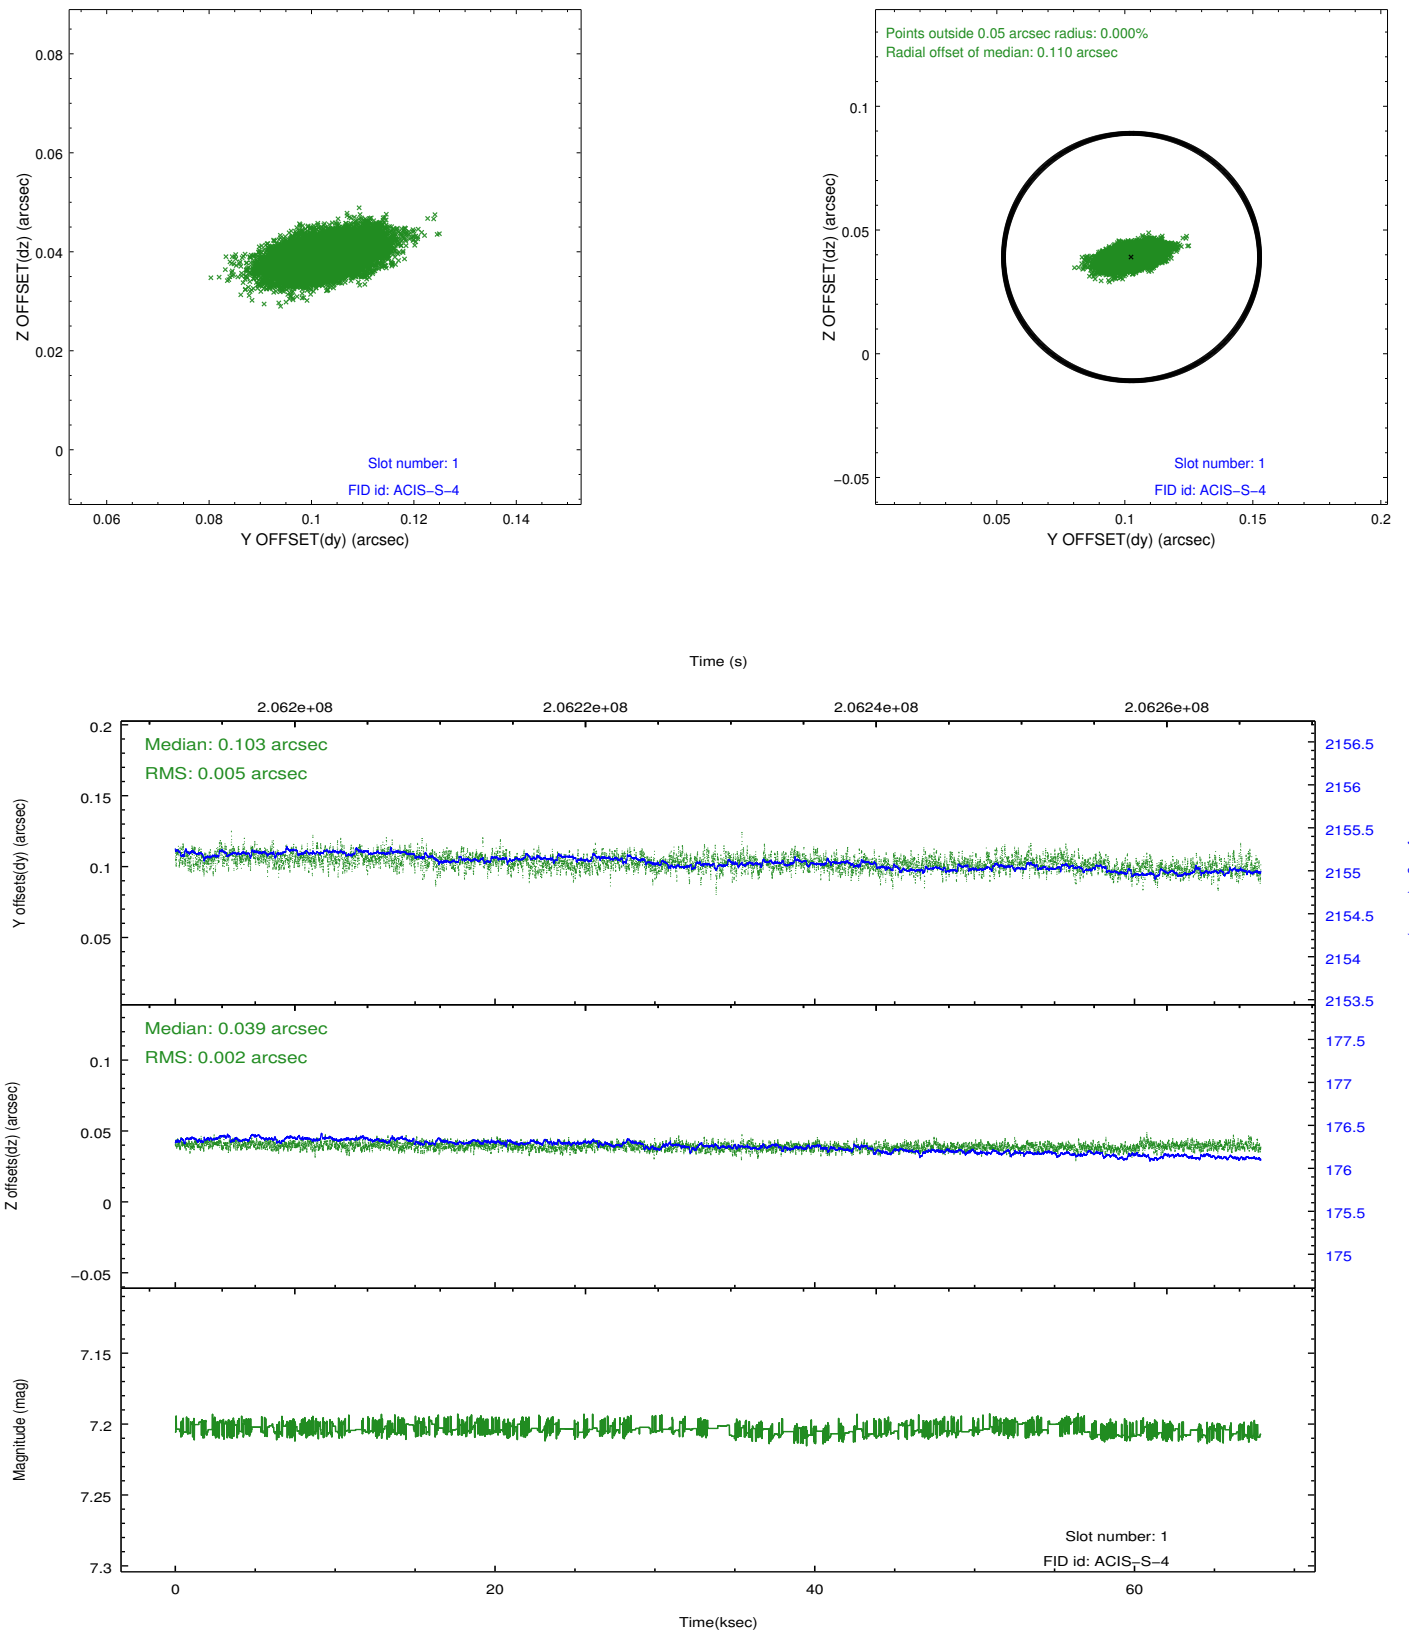 0.08
0.06
0.04
0.02
0
Z OFFSET(dz) (arcsec)
Slot number: 1
FID id: ACIS−S−4
0.06 0.08 0.1 0.12 0.14
Y OFFSET(dy) (arcsec)
Points outside 0.05 arcsec radius: 0.000%
Radial offset of median: 0.110 arcsec
0.1
0.05
0
−0.05
Z OFFSET(dz) (arcsec)
Slot number: 1
FID id: ACIS−S−4
0.05 0.1 0.15 0.2
Y OFFSET(dy) (arcsec)
Time (s)
2.062e+08 2.0622e+08 2.0624e+08 2.0626e+08
Median: 0.103 arcsec
RMS: 0.005 arcsec
0.2
0.15
0.1
0.05
Y offsets(dy) (arcsec)
2156.5
2156
2155.5
2155
2154.5
2154
2153.5
Median: 0.039 arcsec
RMS: 0.002 arcsec
0.1
0.05
0
−0.05
Z offsets(dz) (arcsec)
177.5
177
176.5
176
175.5
175
7.15
7.2
7.25
7.3
Magnitude (mag)
Slot number: 1
FID id: ACIS−S−4
0 20 40 60
Time(ksec)